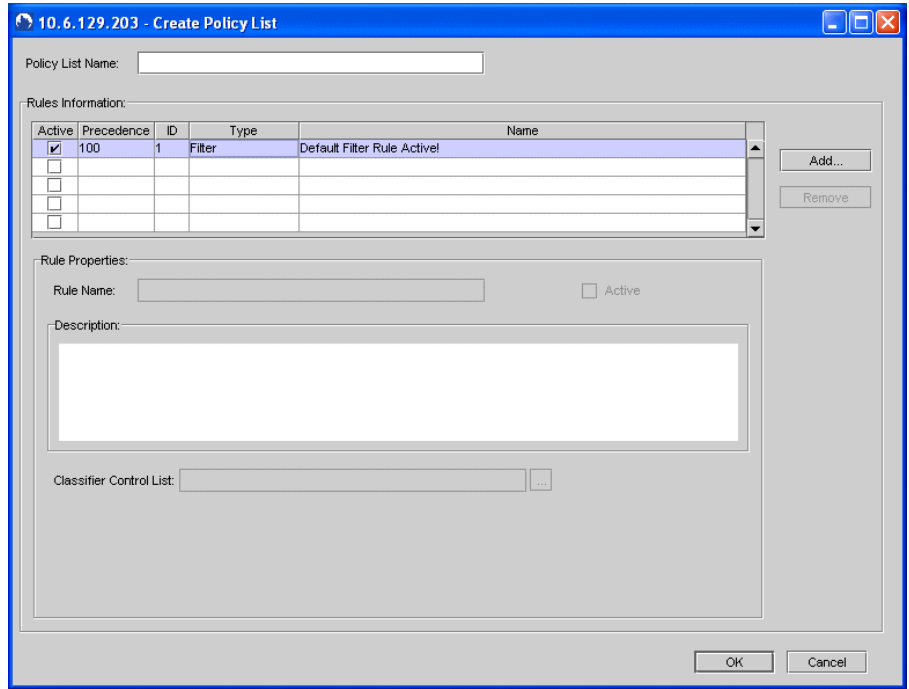 10.6.129.203 - Create Policy List
Policy List Name:
Rules Information:
Active Precedence ID Type Name
100 1 Filter Default Filter Rule Active!
Add...
Remove
Rule Properties:
Rule Name: Active
Description:
Classifier Control List: ...
OK Cancel